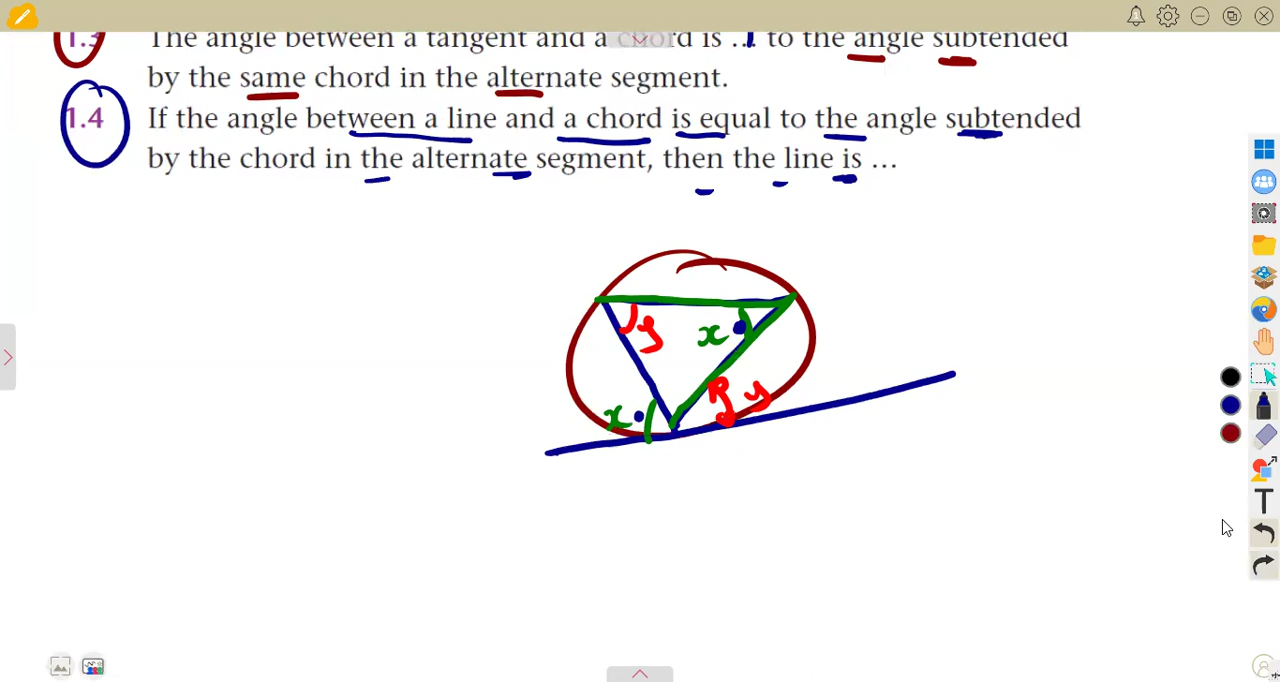 1.3 The angle between a tangent and a chord is ... to the angle subtended
by the same chord in the alternate segment.
1.4 If the angle between a line and a chord is equal to the angle subtended
by the chord in the alternate segment, then the line is ...
y x
x y
T